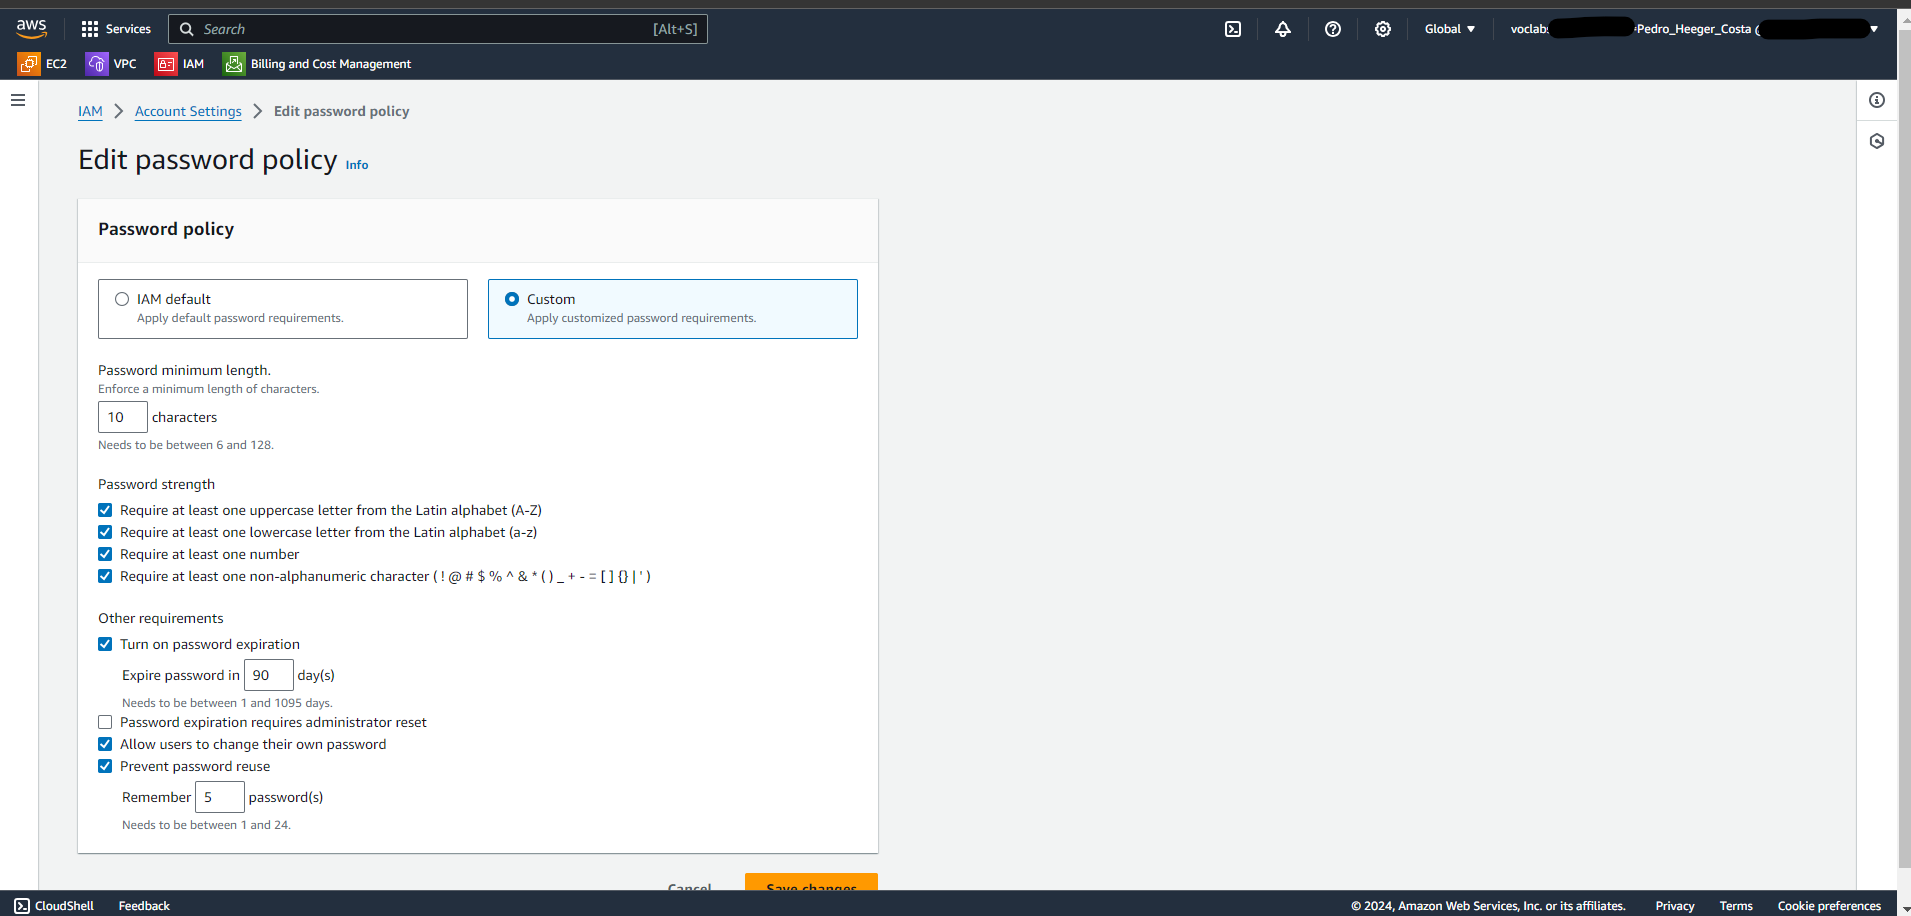 aws
Services
Search
[Alt+S]
Global
voclabs
Pedro_Heeger_Costa @
EC2
VPC
IAM
Billing and Cost Management
IAM
Account Settings
Edit password policy
Edit password policy Info
Password policy
IAM default
Apply default password requirements.
Custom
Apply customized password requirements.
Password minimum length.
Enforce a minimum length of characters.
10 characters
Needs to be between 6 and 128.
Password strength
Require at least one uppercase letter from the Latin alphabet (A-Z)
Require at least one lowercase letter from the Latin alphabet (a-z)
Require at least one number
Require at least one non-alphanumeric character ( ! @ # $ % ^ & * ( ) _ + - = [ ] {} | ' )
Other requirements
Turn on password expiration
Expire password in 90 day(s)
Needs to be between 1 and 1095 days.
Password expiration requires administrator reset
Allow users to change their own password
Prevent password reuse
Remember 5 password(s)
Needs to be between 1 and 24.
Cancel
Save changes
CloudShell
Feedback
© 2024, Amazon Web Services, Inc. or its affiliates.
Privacy
Terms
Cookie preferences